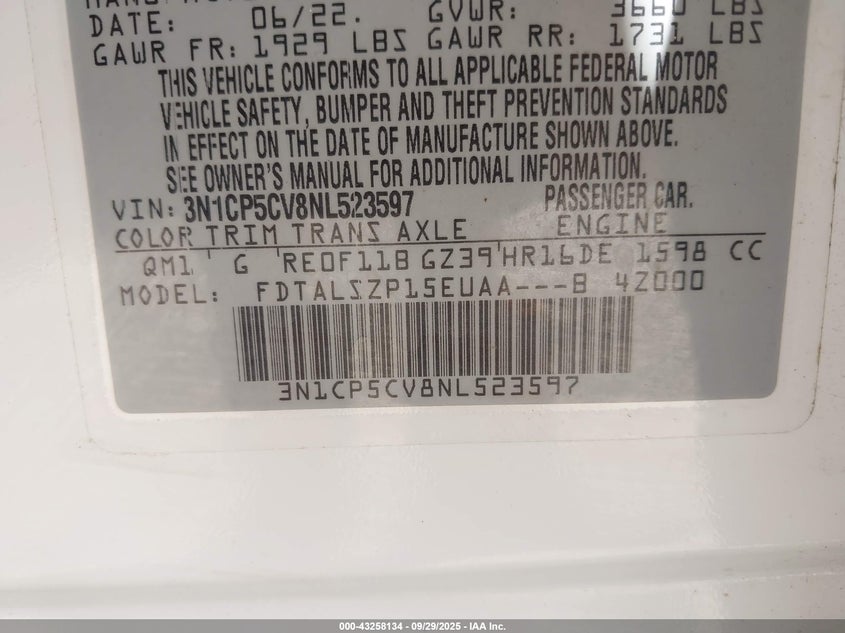 DATE: 06/22. GVWR: 3660 LBS
GAWR FR: 1929 LBS GAWR RR: 1731 LBS
THIS VEHICLE CONFORMS TO ALL APPLICABLE FEDERAL MOTOR
VEHICLE SAFETY, BUMPER AND THEFT PREVENTION STANDARDS
IN EFFECT ON THE DATE OF MANUFACTURE SHOWN ABOVE.
SEE OWNER'S MANUAL FOR ADDITIONAL INFORMATION.
VIN: 3N1CP5CV8NL523597 PASSENGER CAR.
COLOR TRIM TRANS AXLE ENGINE
QM1 G RE0F11B GZ39 HR16DE 1598 CC
MODEL: FDTALSZP15EUAA---B 4Z000
3N1CP5CV8NL523597
000-43258134 - 09/29/2025 - IAA Inc.